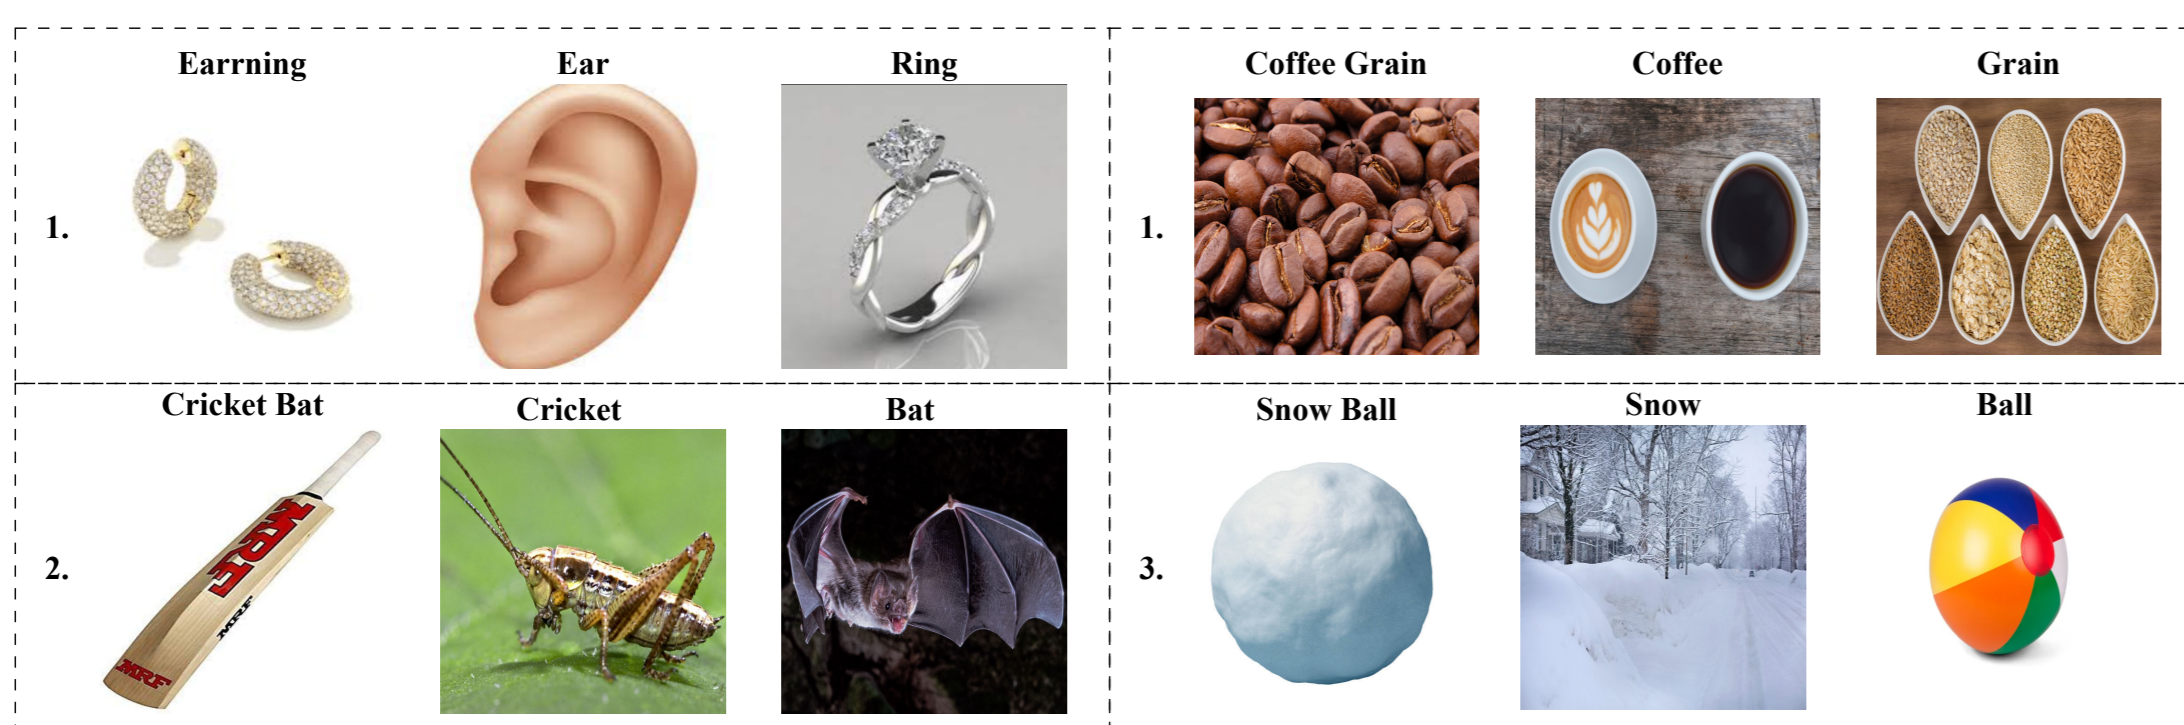 Earrning Ear Ring
1.
Coffee Grain Coffee Grain
1.
Cricket Bat Cricket Bat
2.
MRF
MRF
MRF
Snow Ball Snow Ball
3.